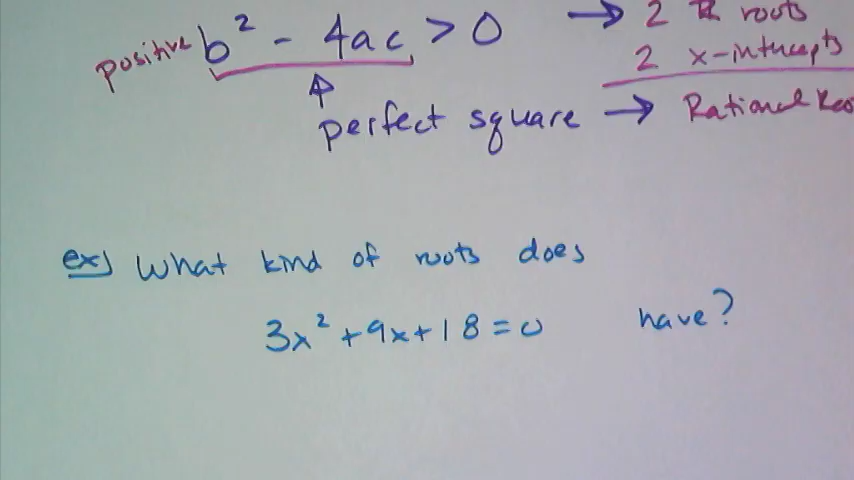 positive b² - 4ac > 0 → 2 ℝ roots
2 x-intercepts
perfect square → Rational
ex) What kind of roots does
3x² + 9x + 18 = 0 have?